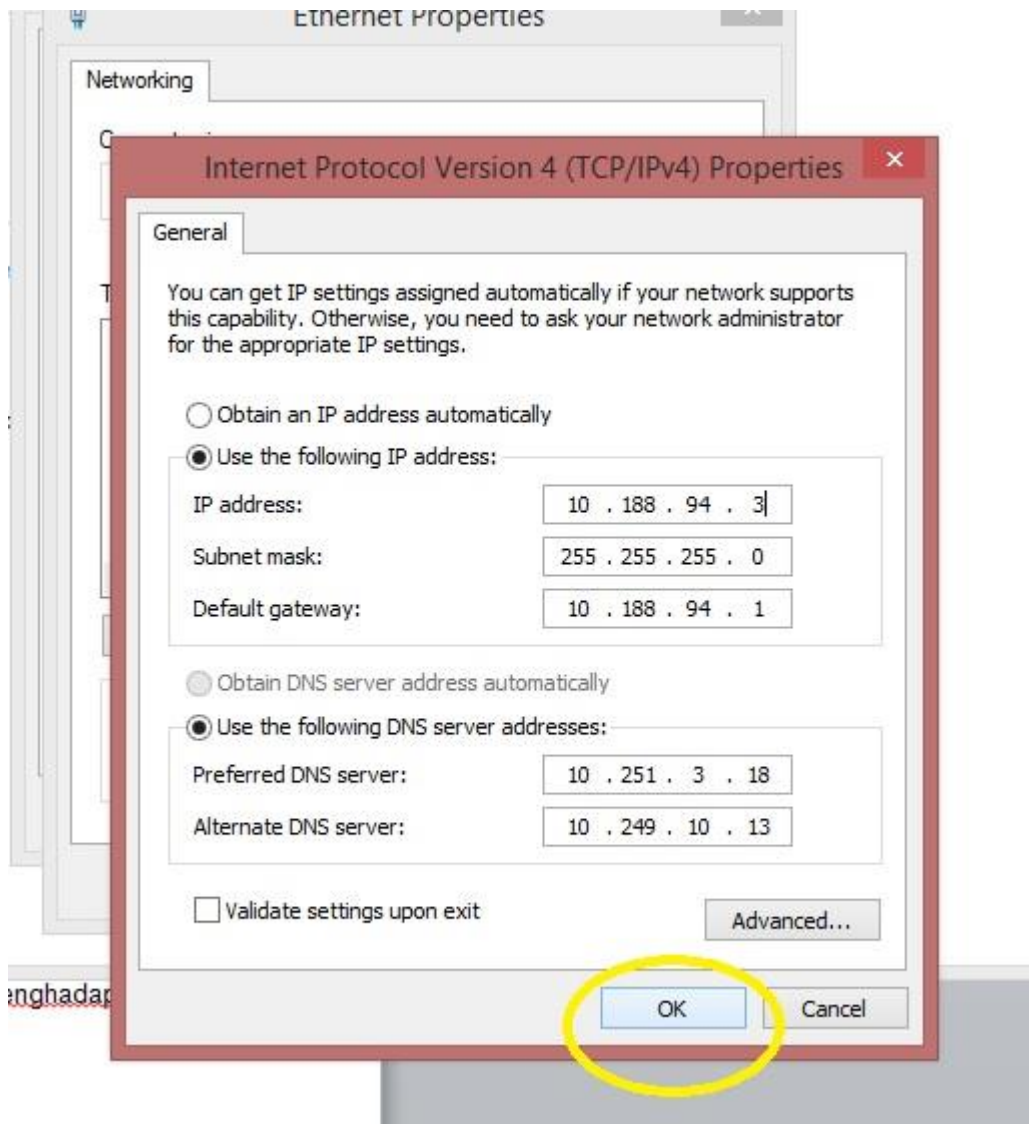 Ethernet Properties
Networking
Internet Protocol Version 4 (TCP/IPv4) Properties
General
You can get IP settings assigned automatically if your network supports
this capability. Otherwise, you need to ask your network administrator
for the appropriate IP settings.
Obtain an IP address automatically
Use the following IP address:
IP address: 10 . 188 . 94 . 3
Subnet mask: 255 . 255 . 255 . 0
Default gateway: 10 . 188 . 94 . 1
Obtain DNS server address automatically
Use the following DNS server addresses:
Preferred DNS server: 10 . 251 . 3 . 18
Alternate DNS server: 10 . 249 . 10 . 13
Validate settings upon exit
Advanced...
enghadap
OK Cancel